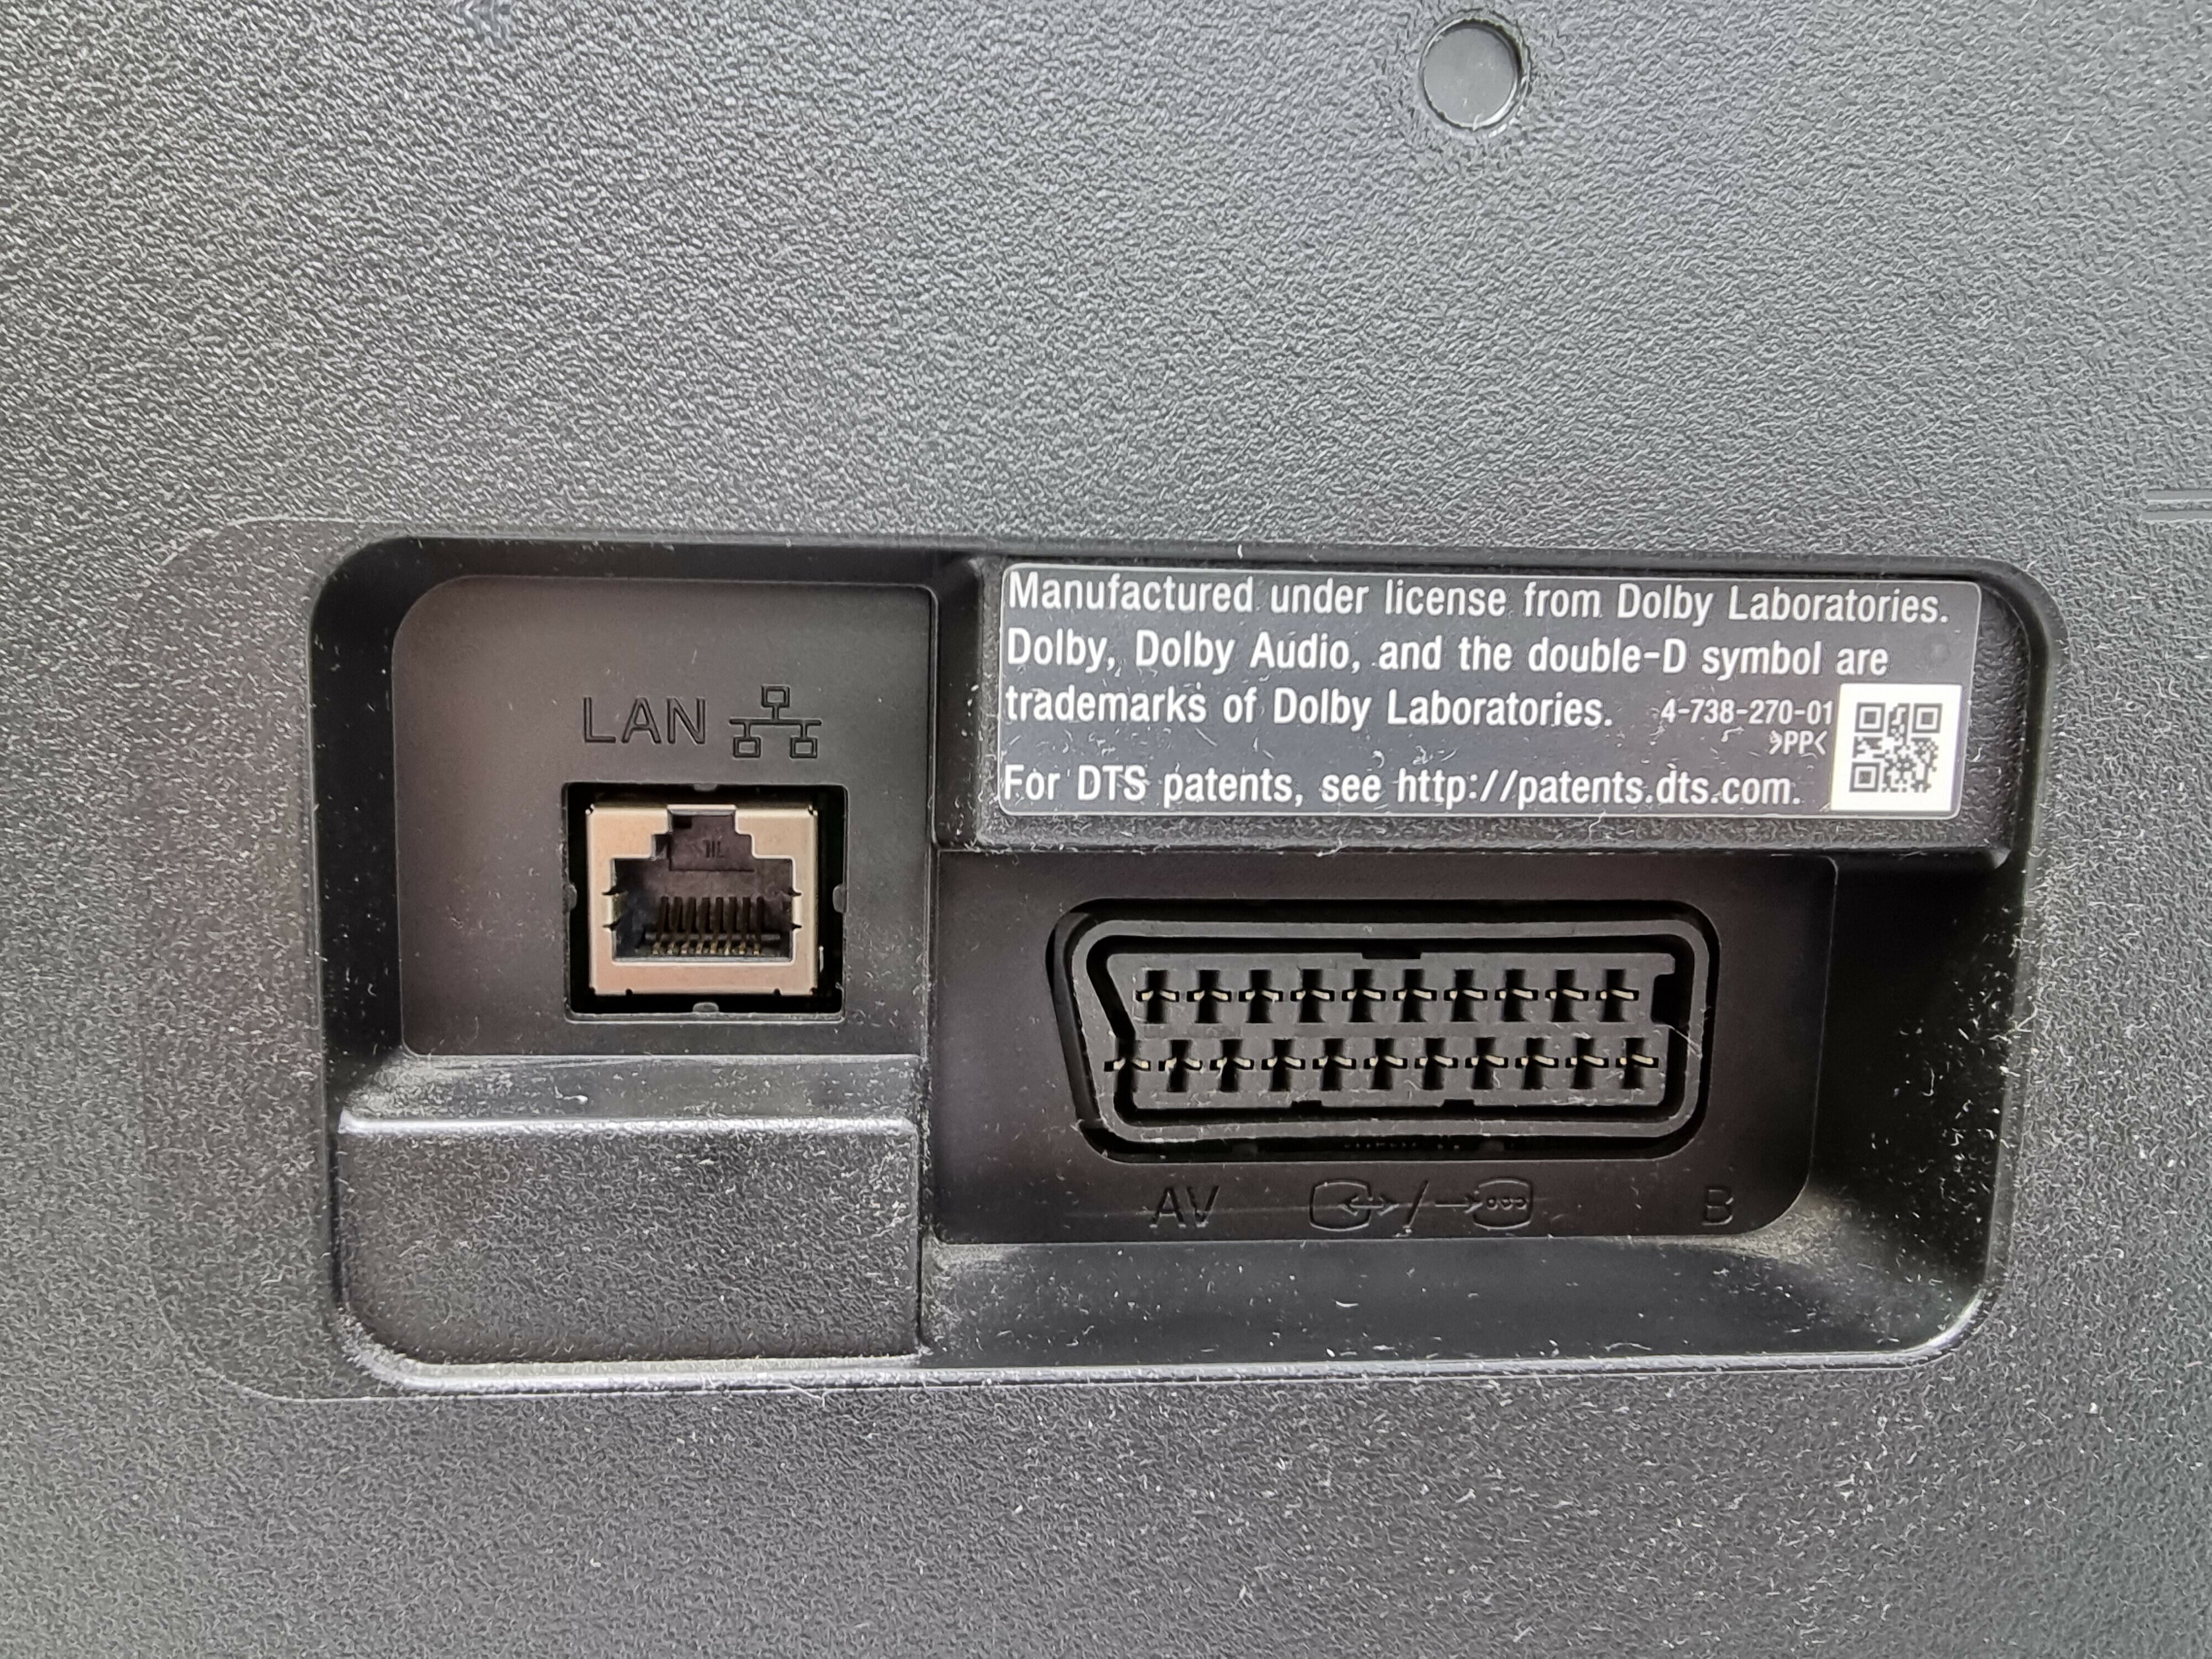 LAN
Manufactured under license from Dolby Laboratories.
Dolby, Dolby Audio, and the double-D symbol are
trademarks of Dolby Laboratories. 4-738-270-01
>PP<
For DTS patents, see http://patents.dts.com.
AV B